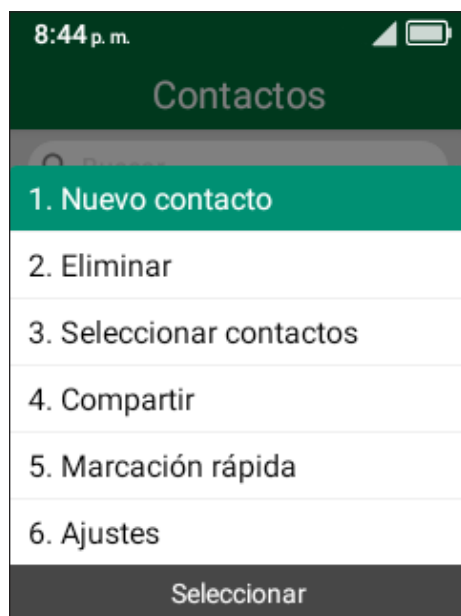 8:44 p. m.
Contactos
1. Nuevo contacto
2. Eliminar
3. Seleccionar contactos
4. Compartir
5. Marcación rápida
6. Ajustes
Seleccionar